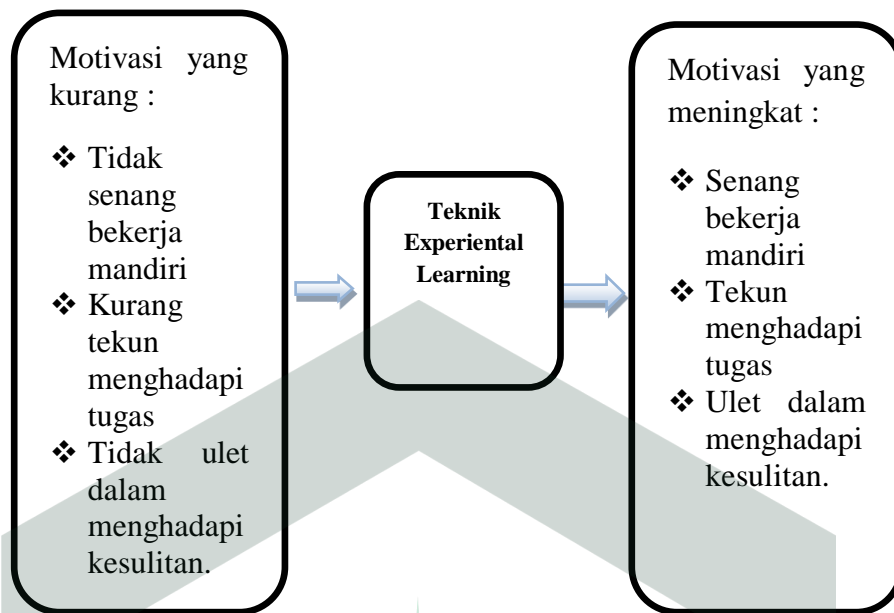 Motivasi yang
kurang :
❖ Tidak
senang
bekerja
mandiri
❖ Kurang
tekun
menghadapi
tugas
❖ Tidak ulet
dalam
menghadapi
kesulitan.
Teknik
Experiental
Learning
Motivasi yang
meningkat :
❖ Senang
bekerja
mandiri
❖ Tekun
menghadapi
tugas
❖ Ulet dalam
menghadapi
kesulitan.